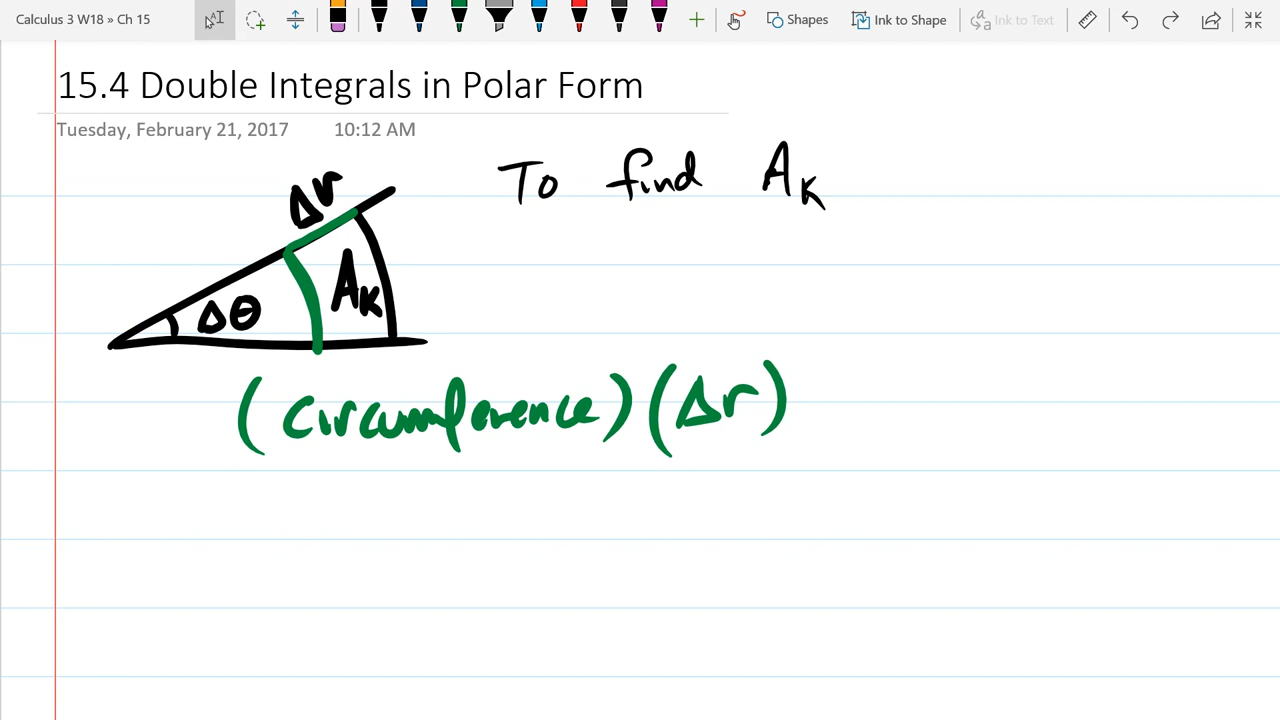 Calculus 3 W18 » Ch 15
Shapes
Ink to Shape
Ink to Text
15.4 Double Integrals in Polar Form
Tuesday, February 21, 2017 10:12 AM
To find A_K
Δr
A_K
Δθ
(circumference)(Δr)